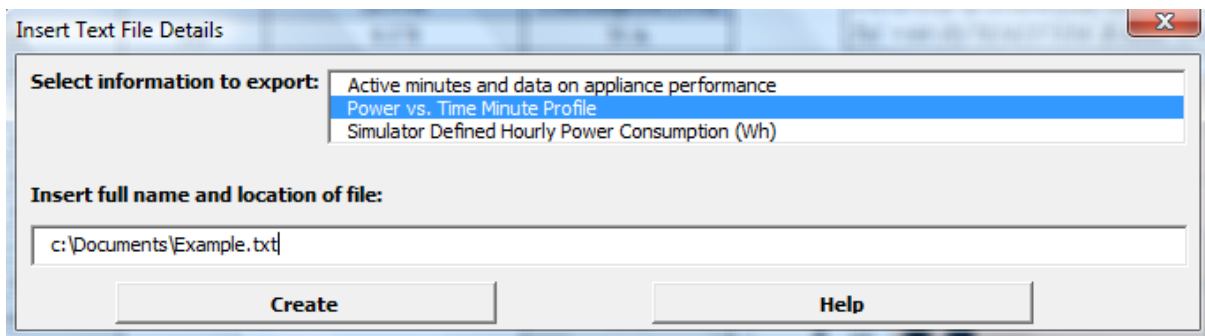 Insert Text File Details
Select information to export:
Active minutes and data on appliance performance
Power vs. Time Minute Profile
Simulator Defined Hourly Power Consumption (Wh)
Insert full name and location of file:
c:\Documents\Example.txt
Create
Help